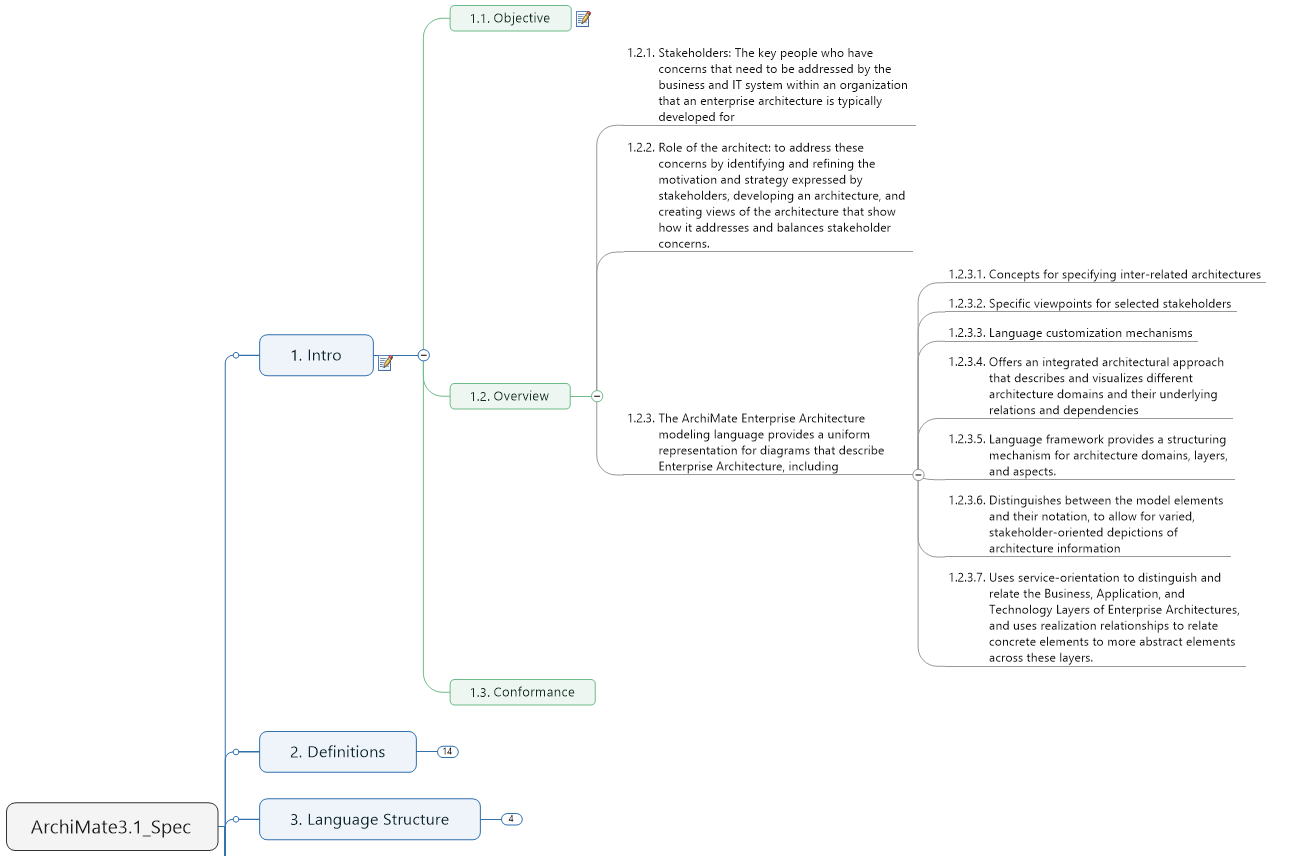 1.1. Objective
1.2.1. Stakeholders: The key people who have
concerns that need to be addressed by the
business and IT system within an organization
that an enterprise architecture is typically
developed for
1.2.2. Role of the architect: to address these
concerns by identifying and refining the
motivation and strategy expressed by
stakeholders, developing an architecture, and
creating views of the architecture that show
how it addresses and balances stakeholder
concerns.
1.2.3.1. Concepts for specifying inter-related architectures
1.2.3.2. Specific viewpoints for selected stakeholders
1.2.3.3. Language customization mechanisms
1. Intro
1.2.3.4. Offers an integrated architectural approach
that describes and visualizes different
architecture domains and their underlying
relations and dependencies
1.2. Overview
1.2.3. The ArchiMate Enterprise Architecture
modeling language provides a uniform
representation for diagrams that describe
Enterprise Architecture, including
1.2.3.5. Language framework provides a structuring
mechanism for architecture domains, layers,
and aspects.
1.2.3.6. Distinguishes between the model elements
and their notation, to allow for varied,
stakeholder-oriented depictions of
architecture information
1.2.3.7. Uses service-orientation to distinguish and
relate the Business, Application, and
Technology Layers of Enterprise Architectures,
and uses realization relationships to relate
concrete elements to more abstract elements
across these layers.
1.3. Conformance
2. Definitions
14
3. Language Structure
4
ArchiMate3.1_Spec